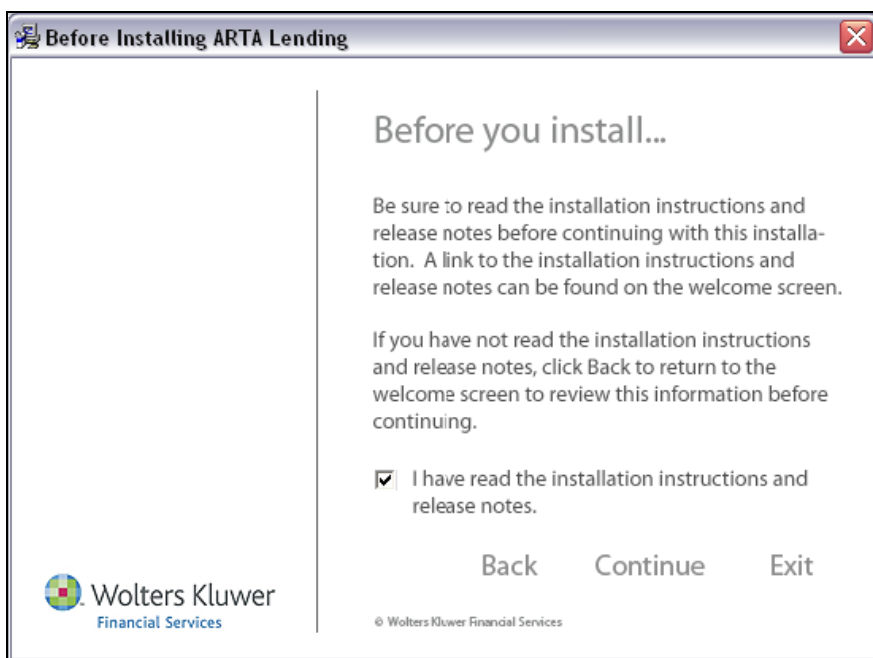 Before Installing ARTA Lending
Before you install...
Be sure to read the installation instructions and
release notes before continuing with this installa-
tion. A link to the installation instructions and
release notes can be found on the welcome screen.
If you have not read the installation instructions
and release notes, click Back to return to the
welcome screen to review this information before
continuing.
I have read the installation instructions and
release notes.
Back Continue Exit
Wolters Kluwer
Financial Services
© Wolters Kluwer Financial Services